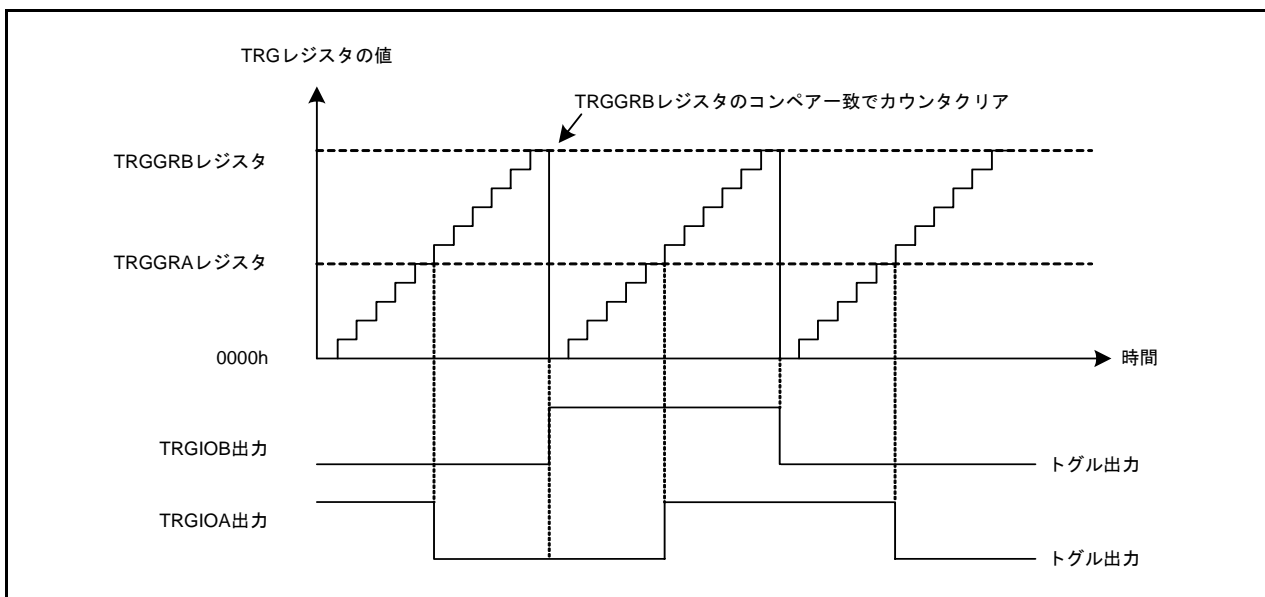 TRGレジスタの値
TRGGRBレジスタのコンペアー致でカウンタクリア
TRGGRBレジスタ
TRGGRAレジスタ
0000h
時間
TRGIOB出力
トグル出力
TRGIOA出力
トグル出力